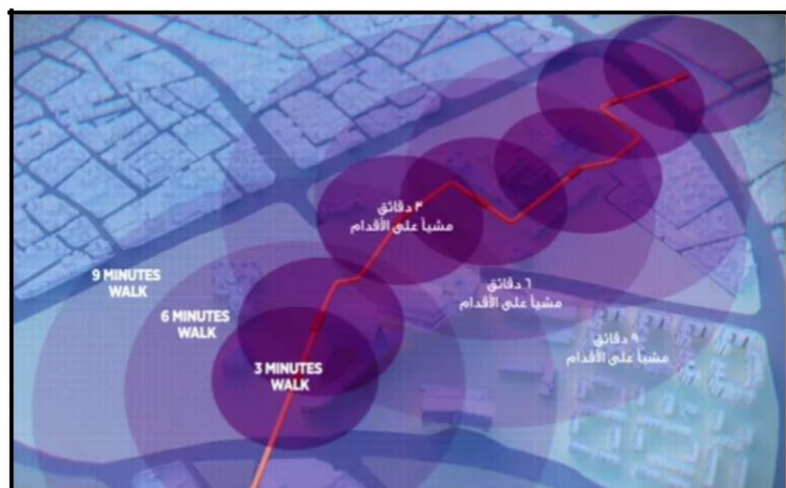 ٣ دقائق
مشياً على الأقدام
9 MINUTES
WALK
٦ دقائق
مشياً على الأقدام
6 MINUTES
WALK
٩ دقائق
مشياً على الأقدام
3 MINUTES
WALK